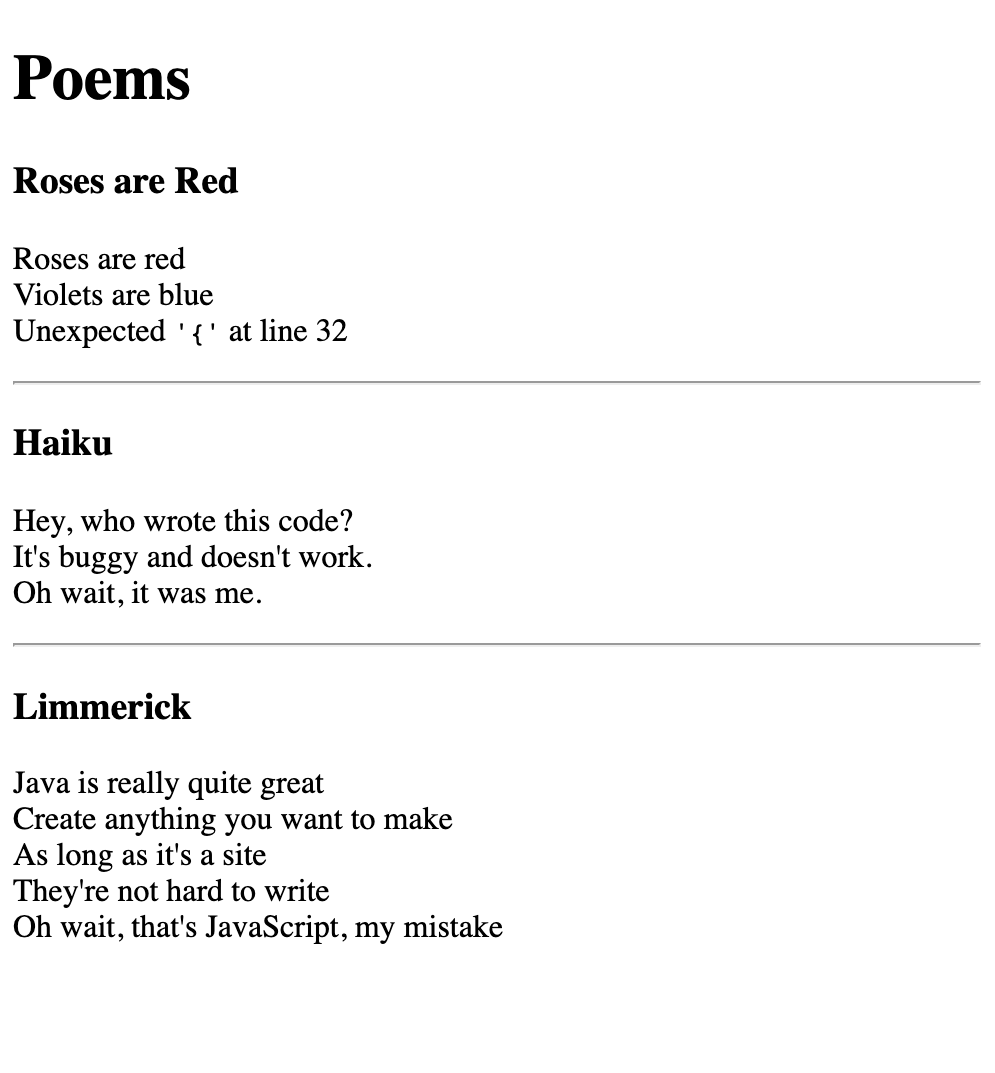 Poems
Roses are Red
Roses are red
Violets are blue
Unexpected '{' at line 32
Haiku
Hey, who wrote this code?
It's buggy and doesn't work.
Oh wait, it was me.
Limmerick
Java is really quite great
Create anything you want to make
As long as it's a site
They're not hard to write
Oh wait, that's JavaScript, my mistake